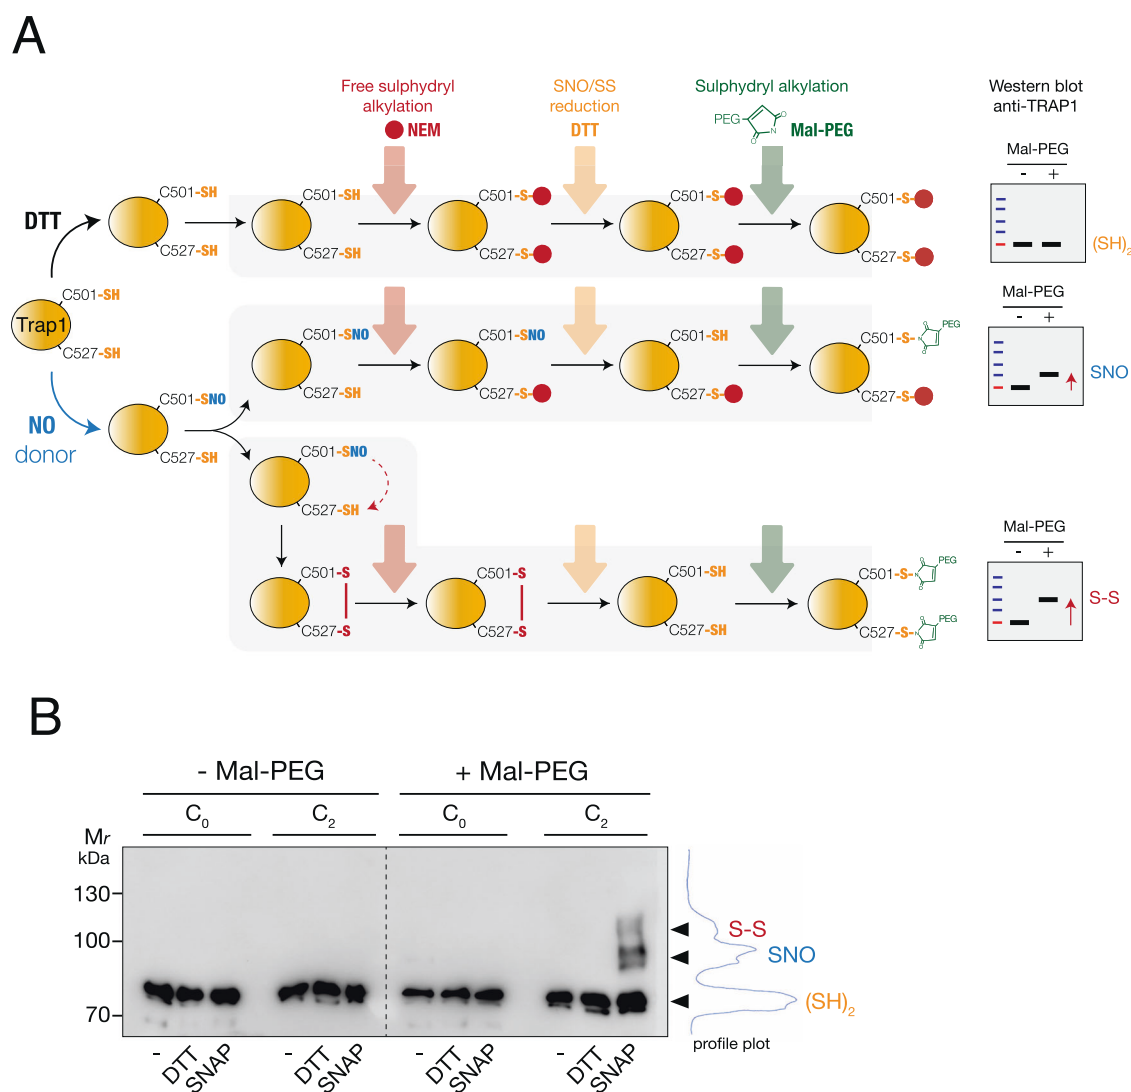 A
Free sulphydryl
alkylation
NEM
SNO/SS
reduction
DTT
Sulphydryl alkylation
PEG
O
N
O
Mal-PEG
Western blot
anti-TRAP1
DTT
C501-SH
C527-SH
C501-SH
C527-SH
C501-S-
C527-S-
C501-S-
C527-S-
C501-S-
C527-S-
Mal-PEG
- +
(SH)₂
Trap1
C501-SH
C527-SH
NO
donor
C501-SNO
C527-SH
C501-SNO
C527-SH
C501-SNO
C527-S-
C501-SH
C527-S-
C501-S-N
O
O
PEG
C527-S-
Mal-PEG
- +
SNO
C501-SNO
C527-SH
C501-S
C527-S
C501-S
C527-S
C501-SH
C527-SH
C501-S-N
O
O
PEG
C527-S-N
O
O
PEG
Mal-PEG
- +
S-S
B
- Mal-PEG + Mal-PEG
C₀ C₂ C₀ C₂
Mr
kDa
130
100
70
S-S
SNO
(SH)₂
profile plot
- DTT SNAP - DTT SNAP - DTT SNAP - DTT SNAP